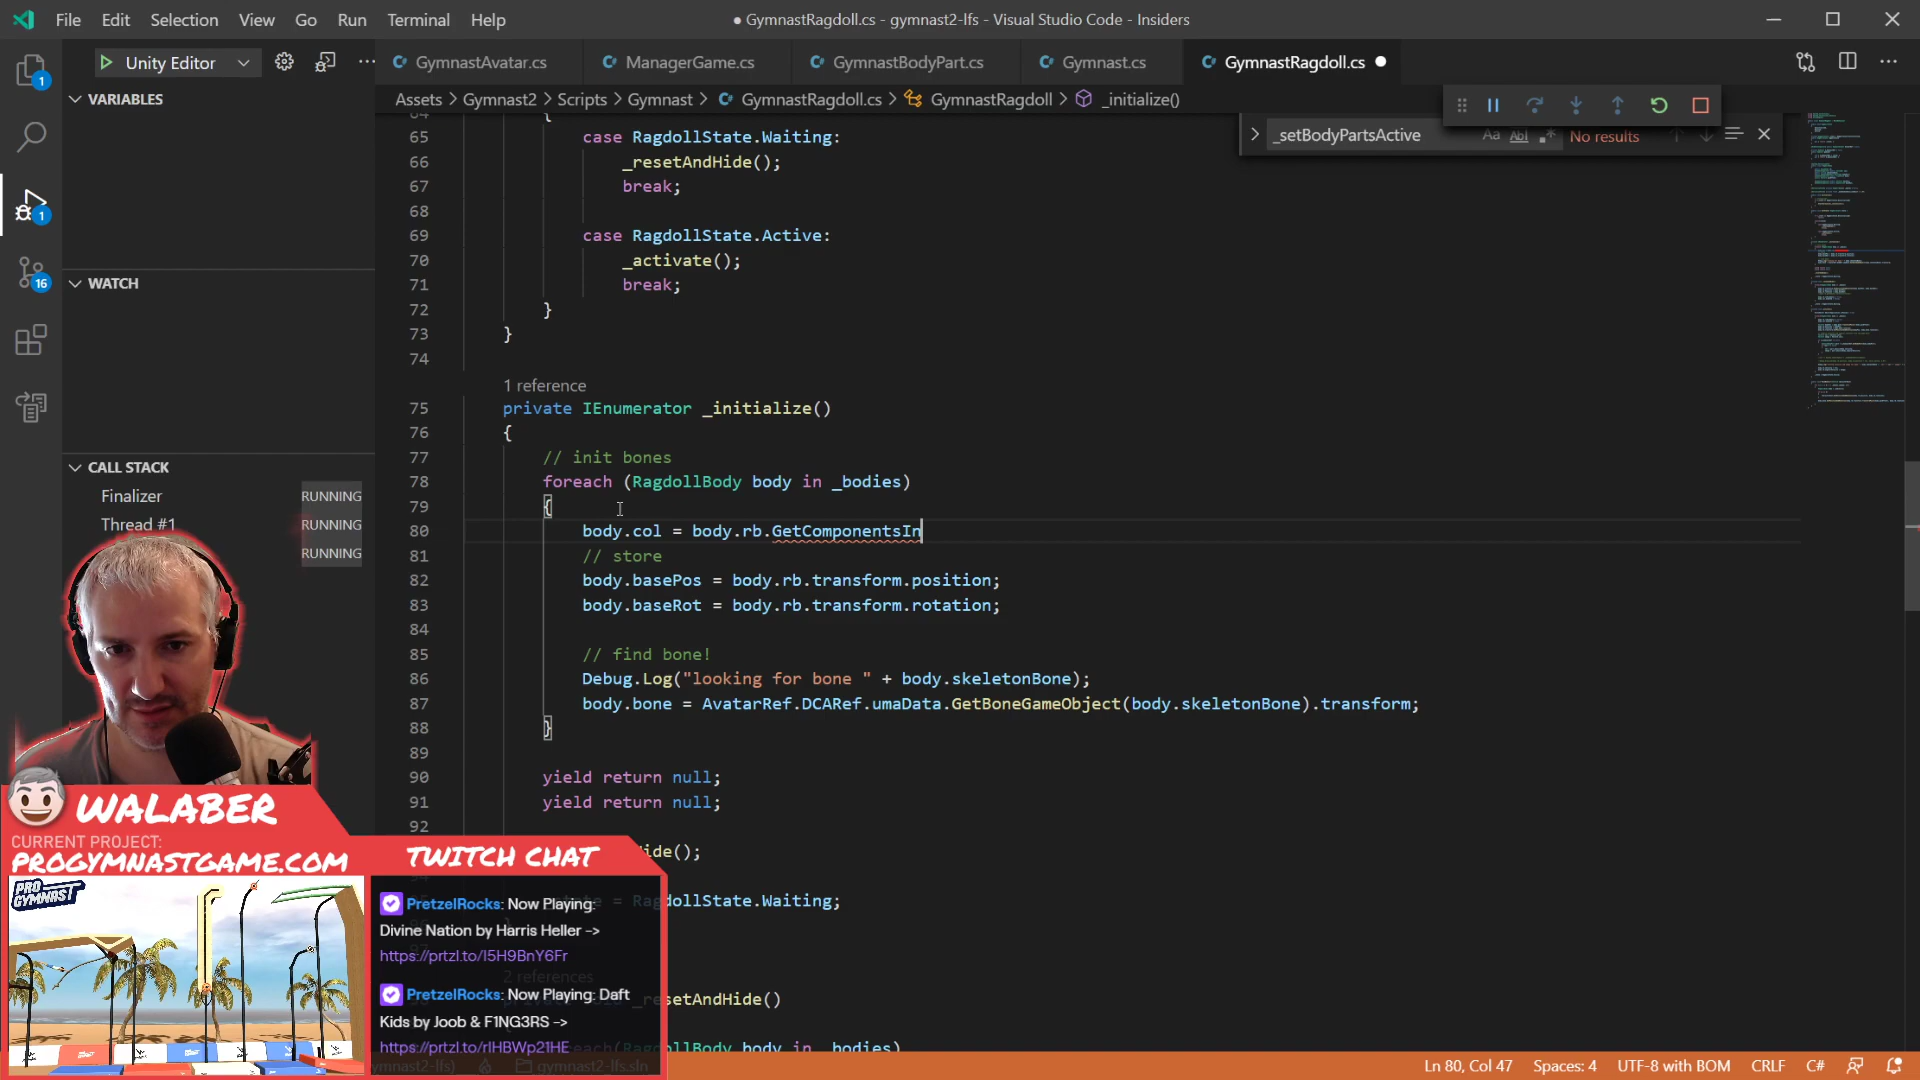 File Edit Selection View Go Run Terminal Help
● GymnastRagdoll.cs - gymnast2-lfs - Visual Studio Code - Insiders
Unity Editor
GymnastAvatar.cs ManagerGame.cs GymnastBodyPart.cs Gymnast.cs GymnastRagdoll.cs
Assets > Gymnast2 > Scripts > Gymnast > GymnastRagdoll.cs > GymnastRagdoll > _initialize()
_setBodyPartsActive Aa Abl .* No results
VARIABLES
WATCH
CALL STACK
Finalizer RUNNING
Thread #1 RUNNING
RUNNING
1
1
16
64 {
65 case RagdollState.Waiting:
66 _resetAndHide();
67 break;
68
69 case RagdollState.Active:
70 _activate();
71 break;
72 }
73 }
74
1 reference
75 private IEnumerator _initialize()
76 {
77 // init bones
78 foreach (RagdollBody body in _bodies)
79 {
80 body.col = body.rb.GetComponentsIn
81 // store
82 body.basePos = body.rb.transform.position;
83 body.baseRot = body.rb.transform.rotation;
84
85 // find bone!
86 Debug.Log("looking for bone " + body.skeletonBone);
87 body.bone = AvatarRef.DCARef.umaData.GetBoneGameObject(body.skeletonBone).transform;
88 }
89
90 yield return null;
91 yield return null;
92
ide();
= RagdollState.Waiting;
2 references
_resetAndHide()
(RagdollBody body in _bodies)
WALABER
CURRENT PROJECT:
PROGYMNASTGAME.COM
PRO GYMNAST
TWITCH CHAT
PretzelRocks: Now Playing:
Divine Nation by Harris Heller ->
https://prtzl.to/I5H9BnY6Fr
PretzelRocks: Now Playing: Daft
Kids by Joob & F1NG3RS ->
https://prtzl.to/rlHBWp21HE
gymnast2-lfs.sln
Ln 80, Col 47 Spaces: 4 UTF-8 with BOM CRLF C#